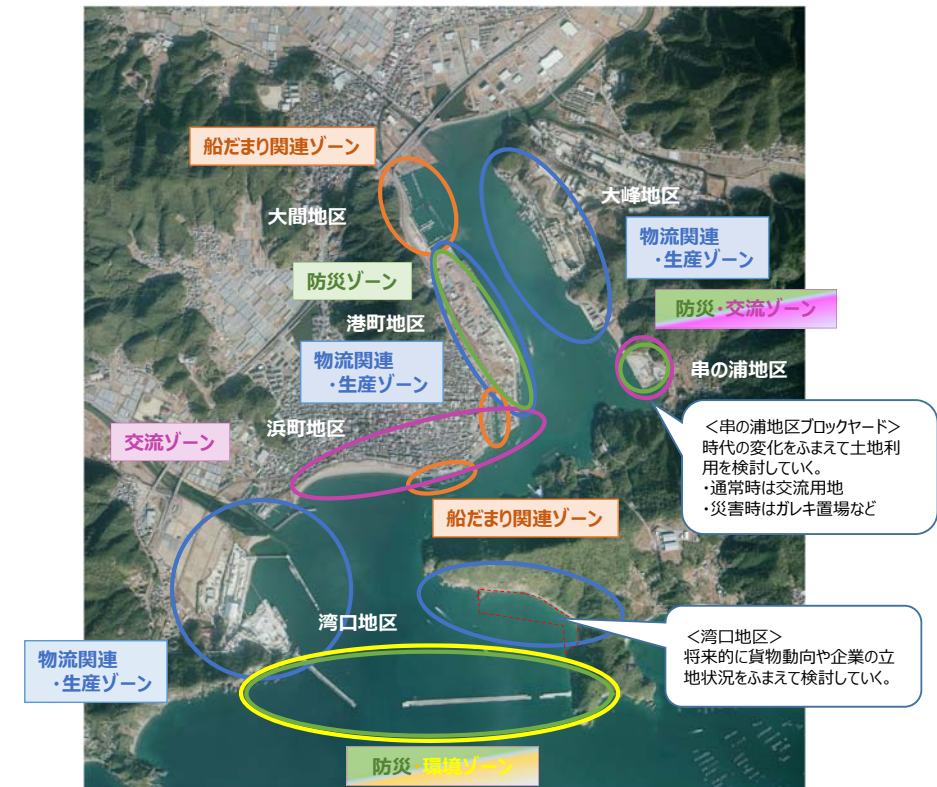 船だまり関連ゾーン
大峰地区
大間地区
物流関連
・生産ゾーン
防災ゾーン
防災・交流ゾーン
港町地区
物流関連
・生産ゾーン
串の浦地区
浜町地区
交流ゾーン
<串の浦地区ブロックヤード>
時代の変化をふまえて土地利
用を検討していく。
・通常時は交流用地
・災害時はガレキ置場など
船だまり関連ゾーン
湾口地区
<湾口地区>
将来的に貨物動向や企業の立
地状況をふまえて検討していく。
物流関連
・生産ゾーン
防災・環境ゾーン